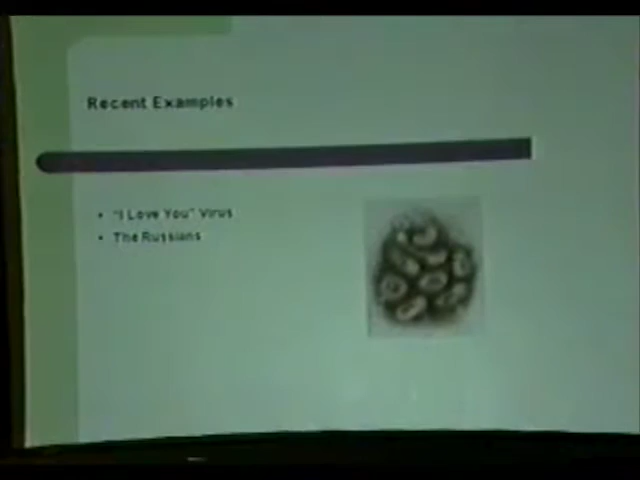 Recent Examples
• "I Love You" Virus
• The Russians